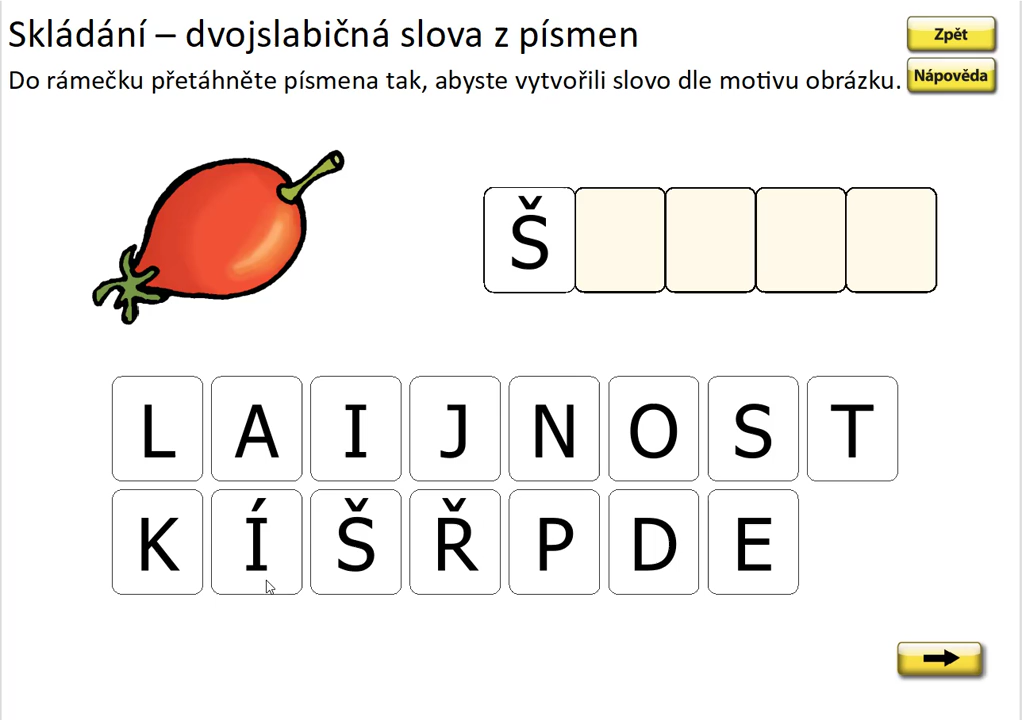 Skládání – dvojslabičná slova z písmen
Zpět
Do rámečku přetáhněte písmena tak, abyste vytvořili slovo dle motivu obrázku.
Nápověda
Š
L A I J N O S T
K Í Š Ř P D E